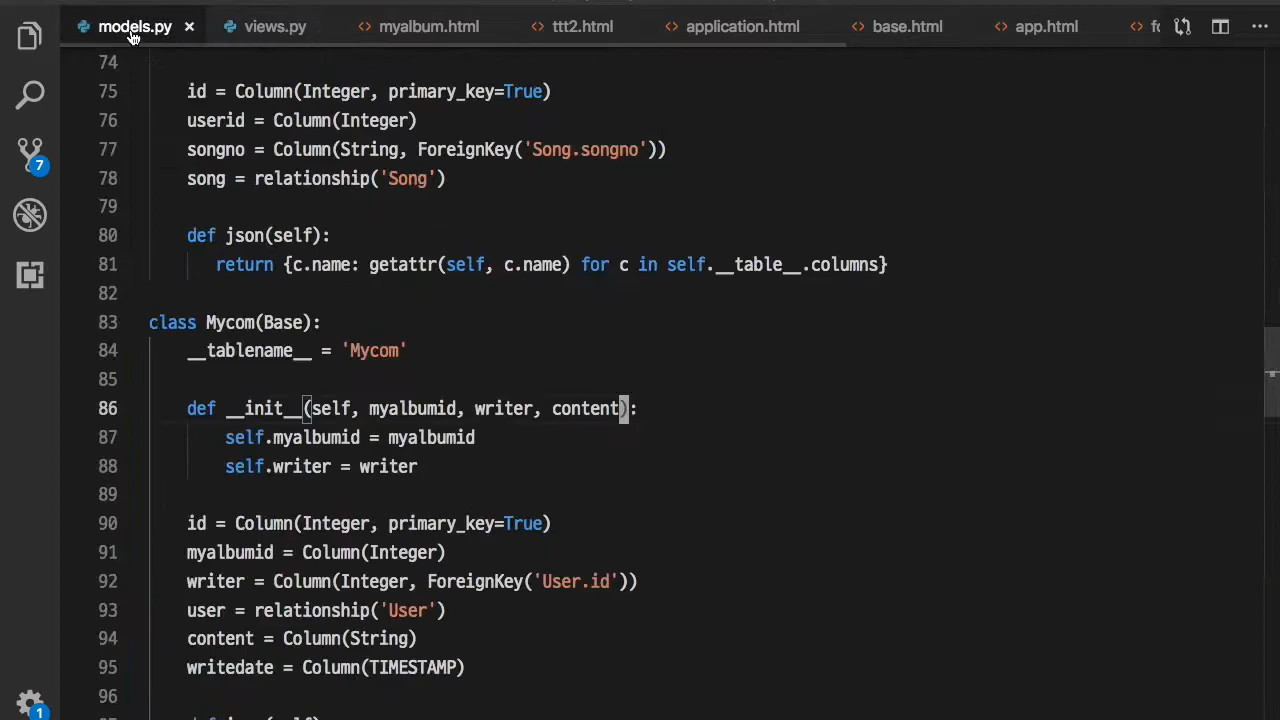 models.py × views.py myalbum.html ttt2.html application.html base.html app.html
74
75 id = Column(Integer, primary_key=True)
76 userid = Column(Integer)
77 songno = Column(String, ForeignKey('Song.songno'))
78 song = relationship('Song')
79
80 def json(self):
81 return {c.name: getattr(self, c.name) for c in self.__table__.columns}
82
83 class Mycom(Base):
84 __tablename__ = 'Mycom'
85
86 def __init__(self, myalbumid, writer, content):
87 self.myalbumid = myalbumid
88 self.writer = writer
89
90 id = Column(Integer, primary_key=True)
91 myalbumid = Column(Integer)
92 writer = Column(Integer, ForeignKey('User.id'))
93 user = relationship('User')
94 content = Column(String)
95 writedate = Column(TIMESTAMP)
96
7
1